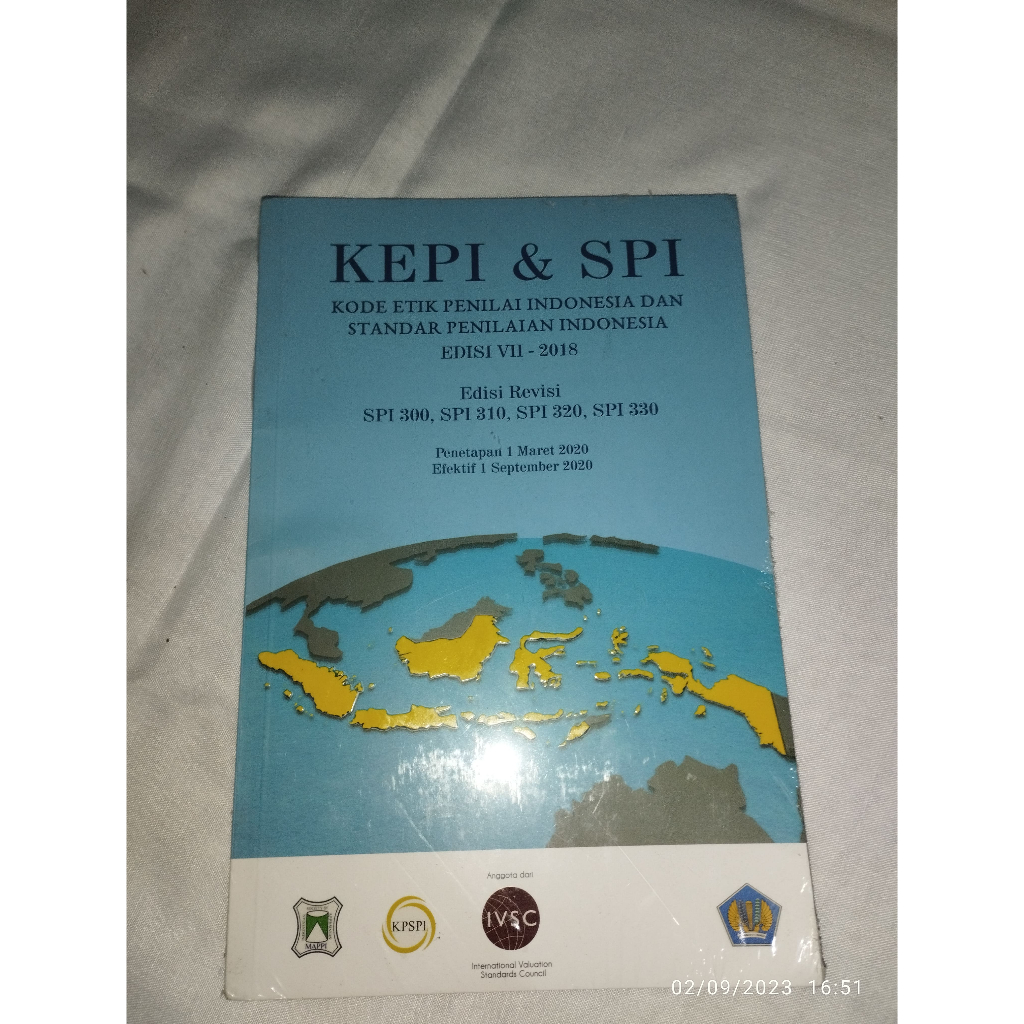 KEPI & SPI
KODE ETIK PENILAI INDONESIA DAN
STANDAR PENILAIAN INDONESIA
EDISI VII - 2018
Edisi Revisi
SPI 300, SPI 310, SPI 320, SPI 330
Penetapan 1 Maret 2020
Efektif 1 September 2020
Anggota dari
MAPPI
KPSPI
IVSC
International Valuation
Standards Council
02/09/2023 16:51